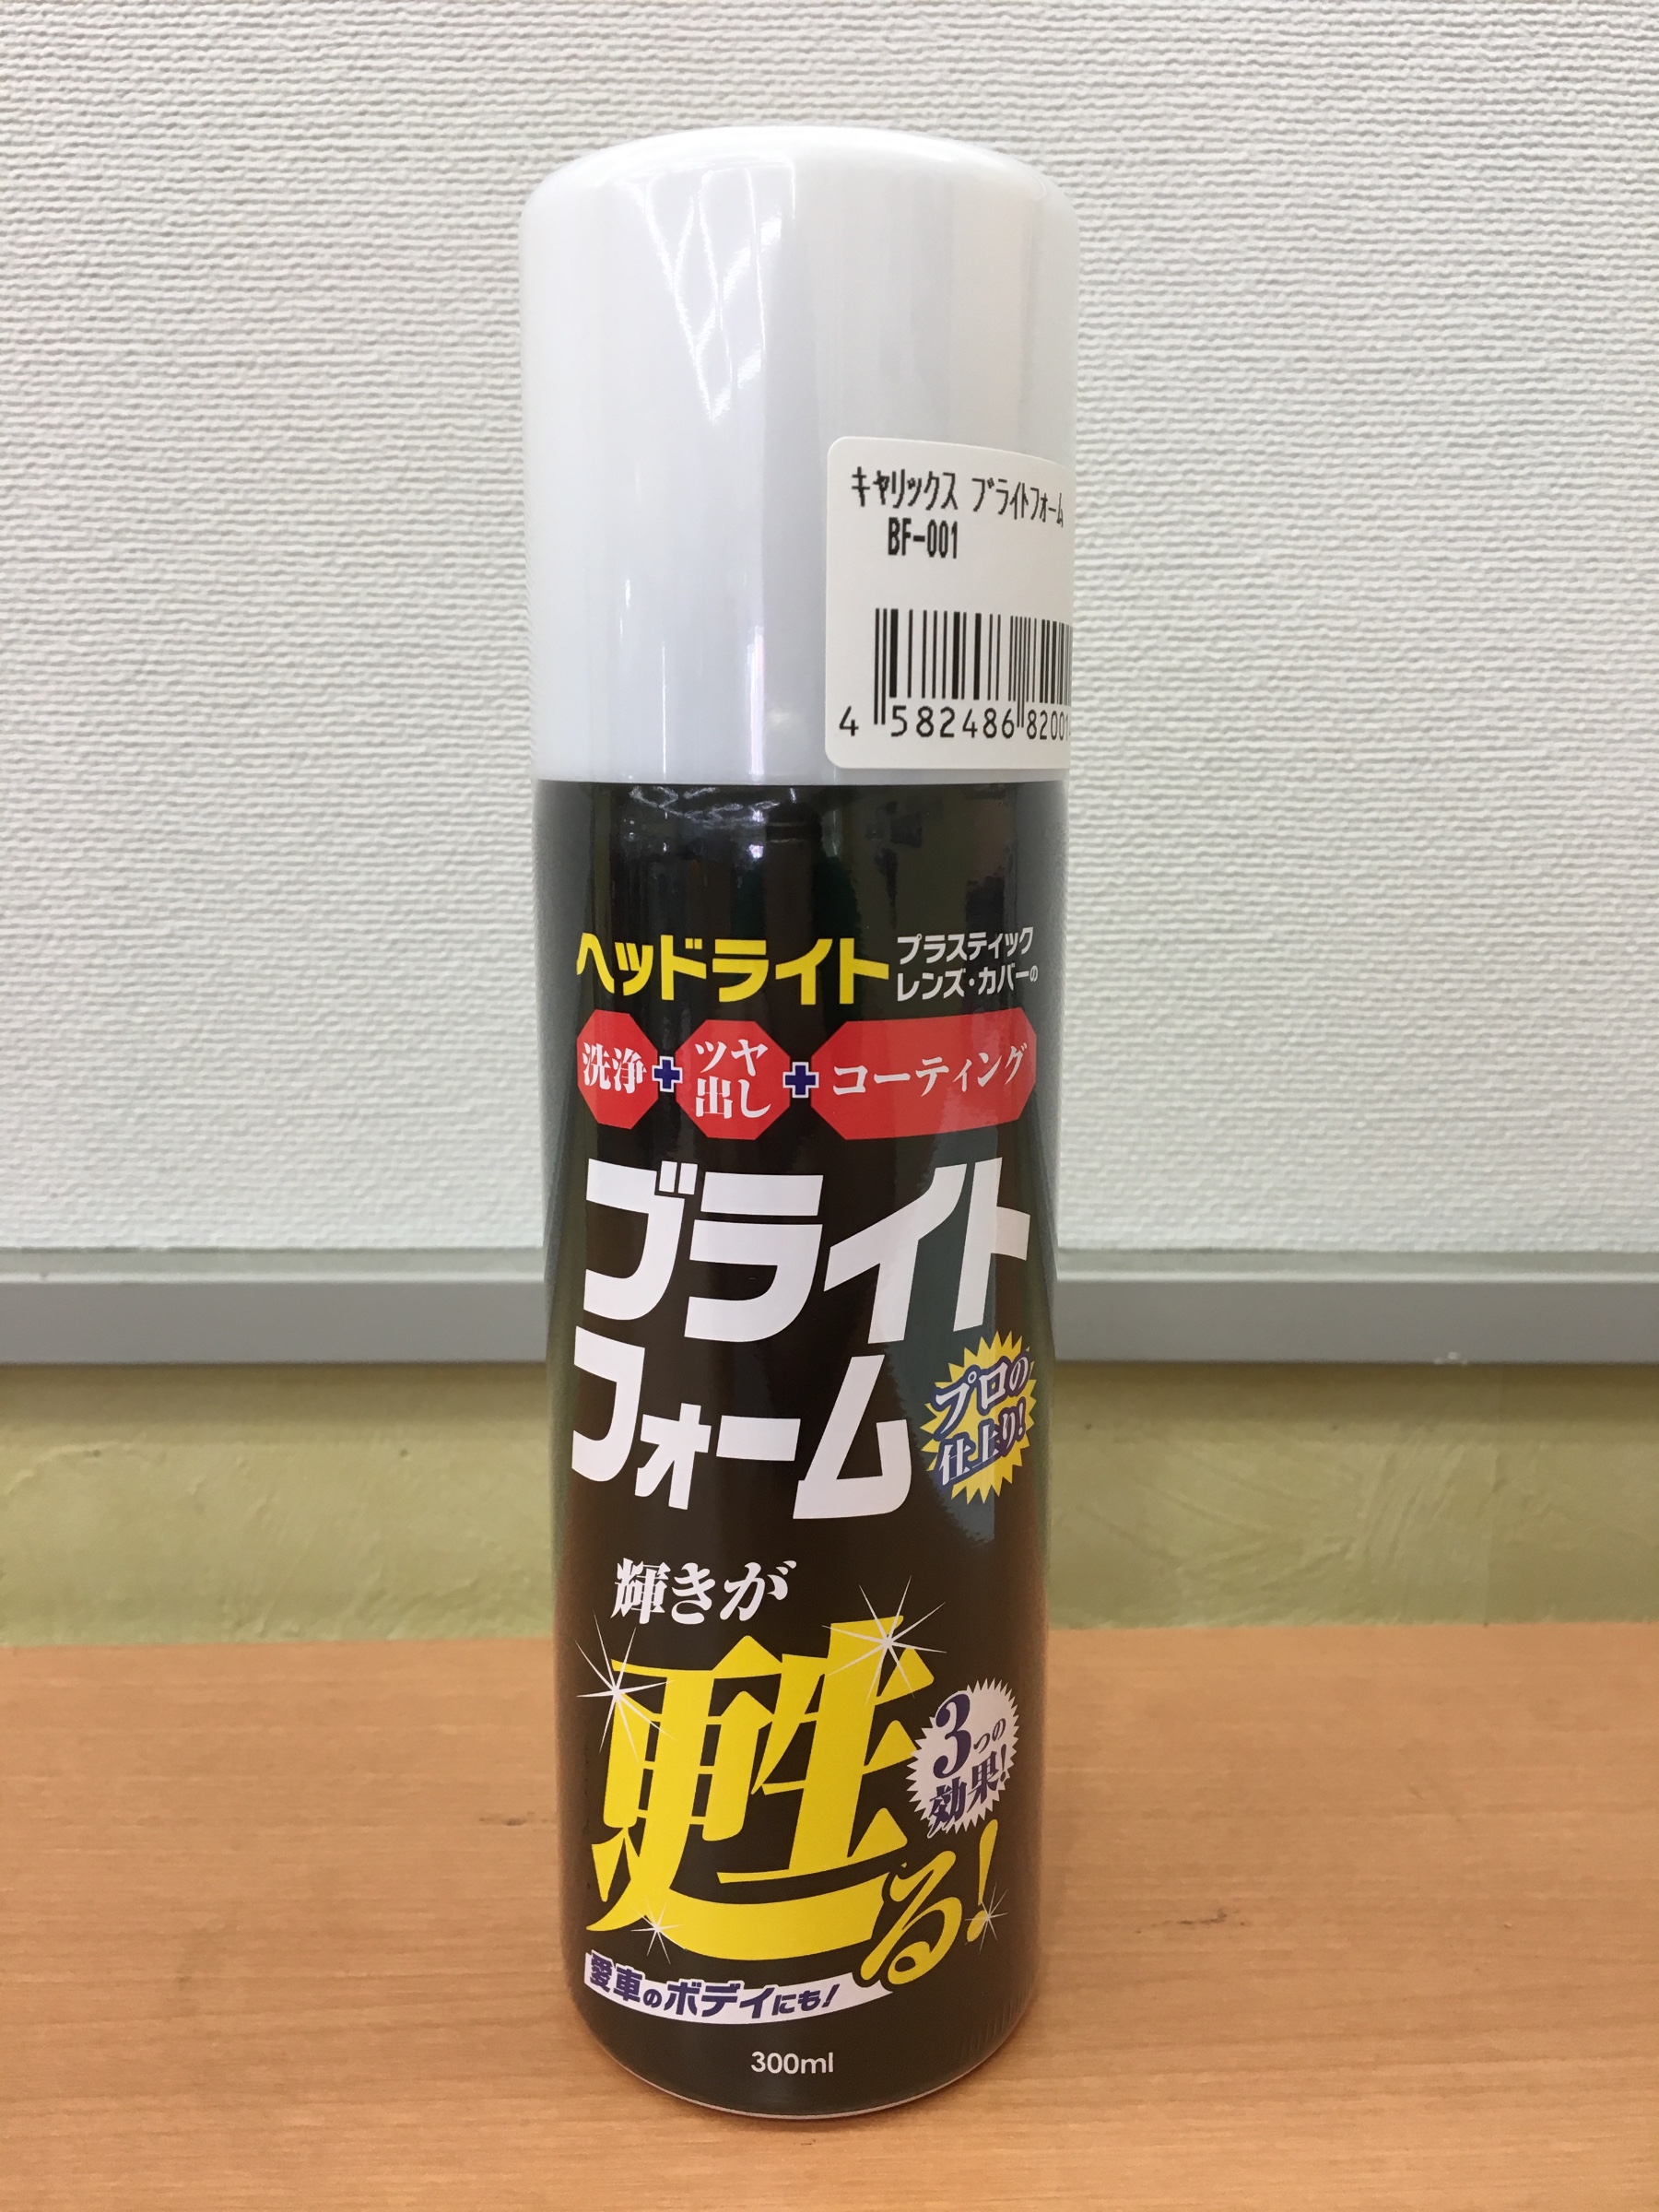 キャリックス ブライトフォーム
BF-001
4 582486 82001
ヘッドライト
プラスティック
レンズ・カバーの
洗浄+ツヤ出し+コーティング
ブライト
フォーム
プロの
仕上り!
輝きが
甦る!
3つの
効果!
愛車のボディにも!
300ml